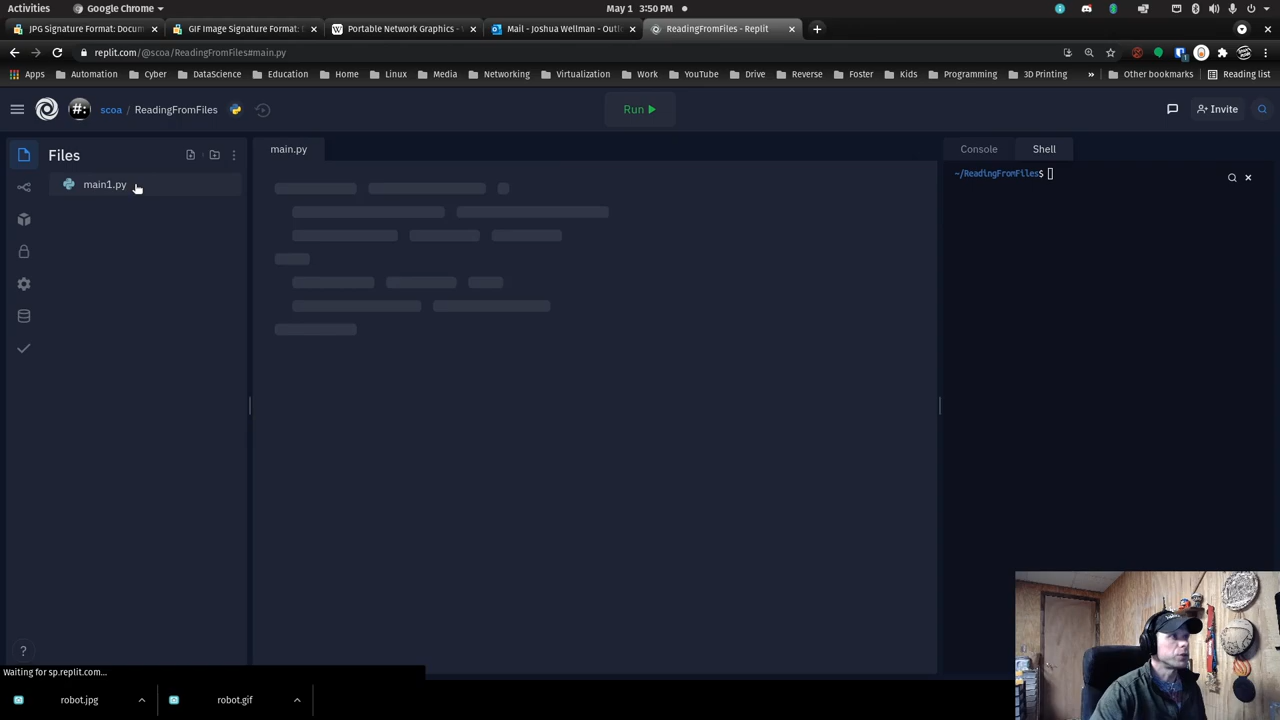 Activities
Google Chrome
May 1 3:50 PM
JPG Signature Format: Docum
GIF Image Signature Format:
Portable Network Graphics -
Mail - Joshua Wellman - Outlo
ReadingFromFiles - Replit
replit.com/@scoa/ReadingFromFiles#main.py
Apps
Automation
Cyber
DataScience
Education
Home
Linux
Media
Networking
Virtualization
Work
YouTube
Drive
Reverse
Foster
Kids
Programming
3D Printing
»
Other bookmarks
Reading list
#:
scoa / ReadingFromFiles
Run
Invite
Files
main.py
Console
Shell
main1.py
~/ReadingFromFiles$
?
Waiting for sp.replit.com...
robot.jpg
robot.gif